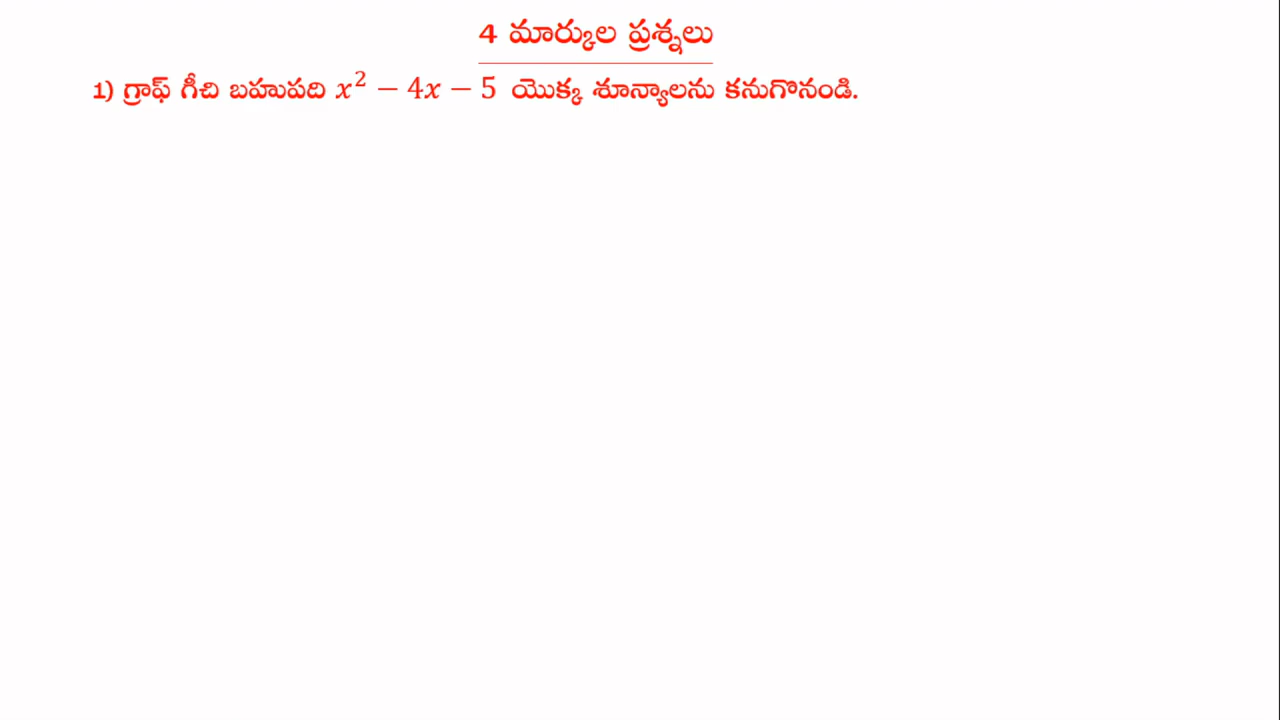 4 మార్కుల ప్రశ్నలు
1) గ్రాఫ్ గీచి బహుపది x² − 4x − 5 యొక్క శూన్యాలను కనుగొనండి.